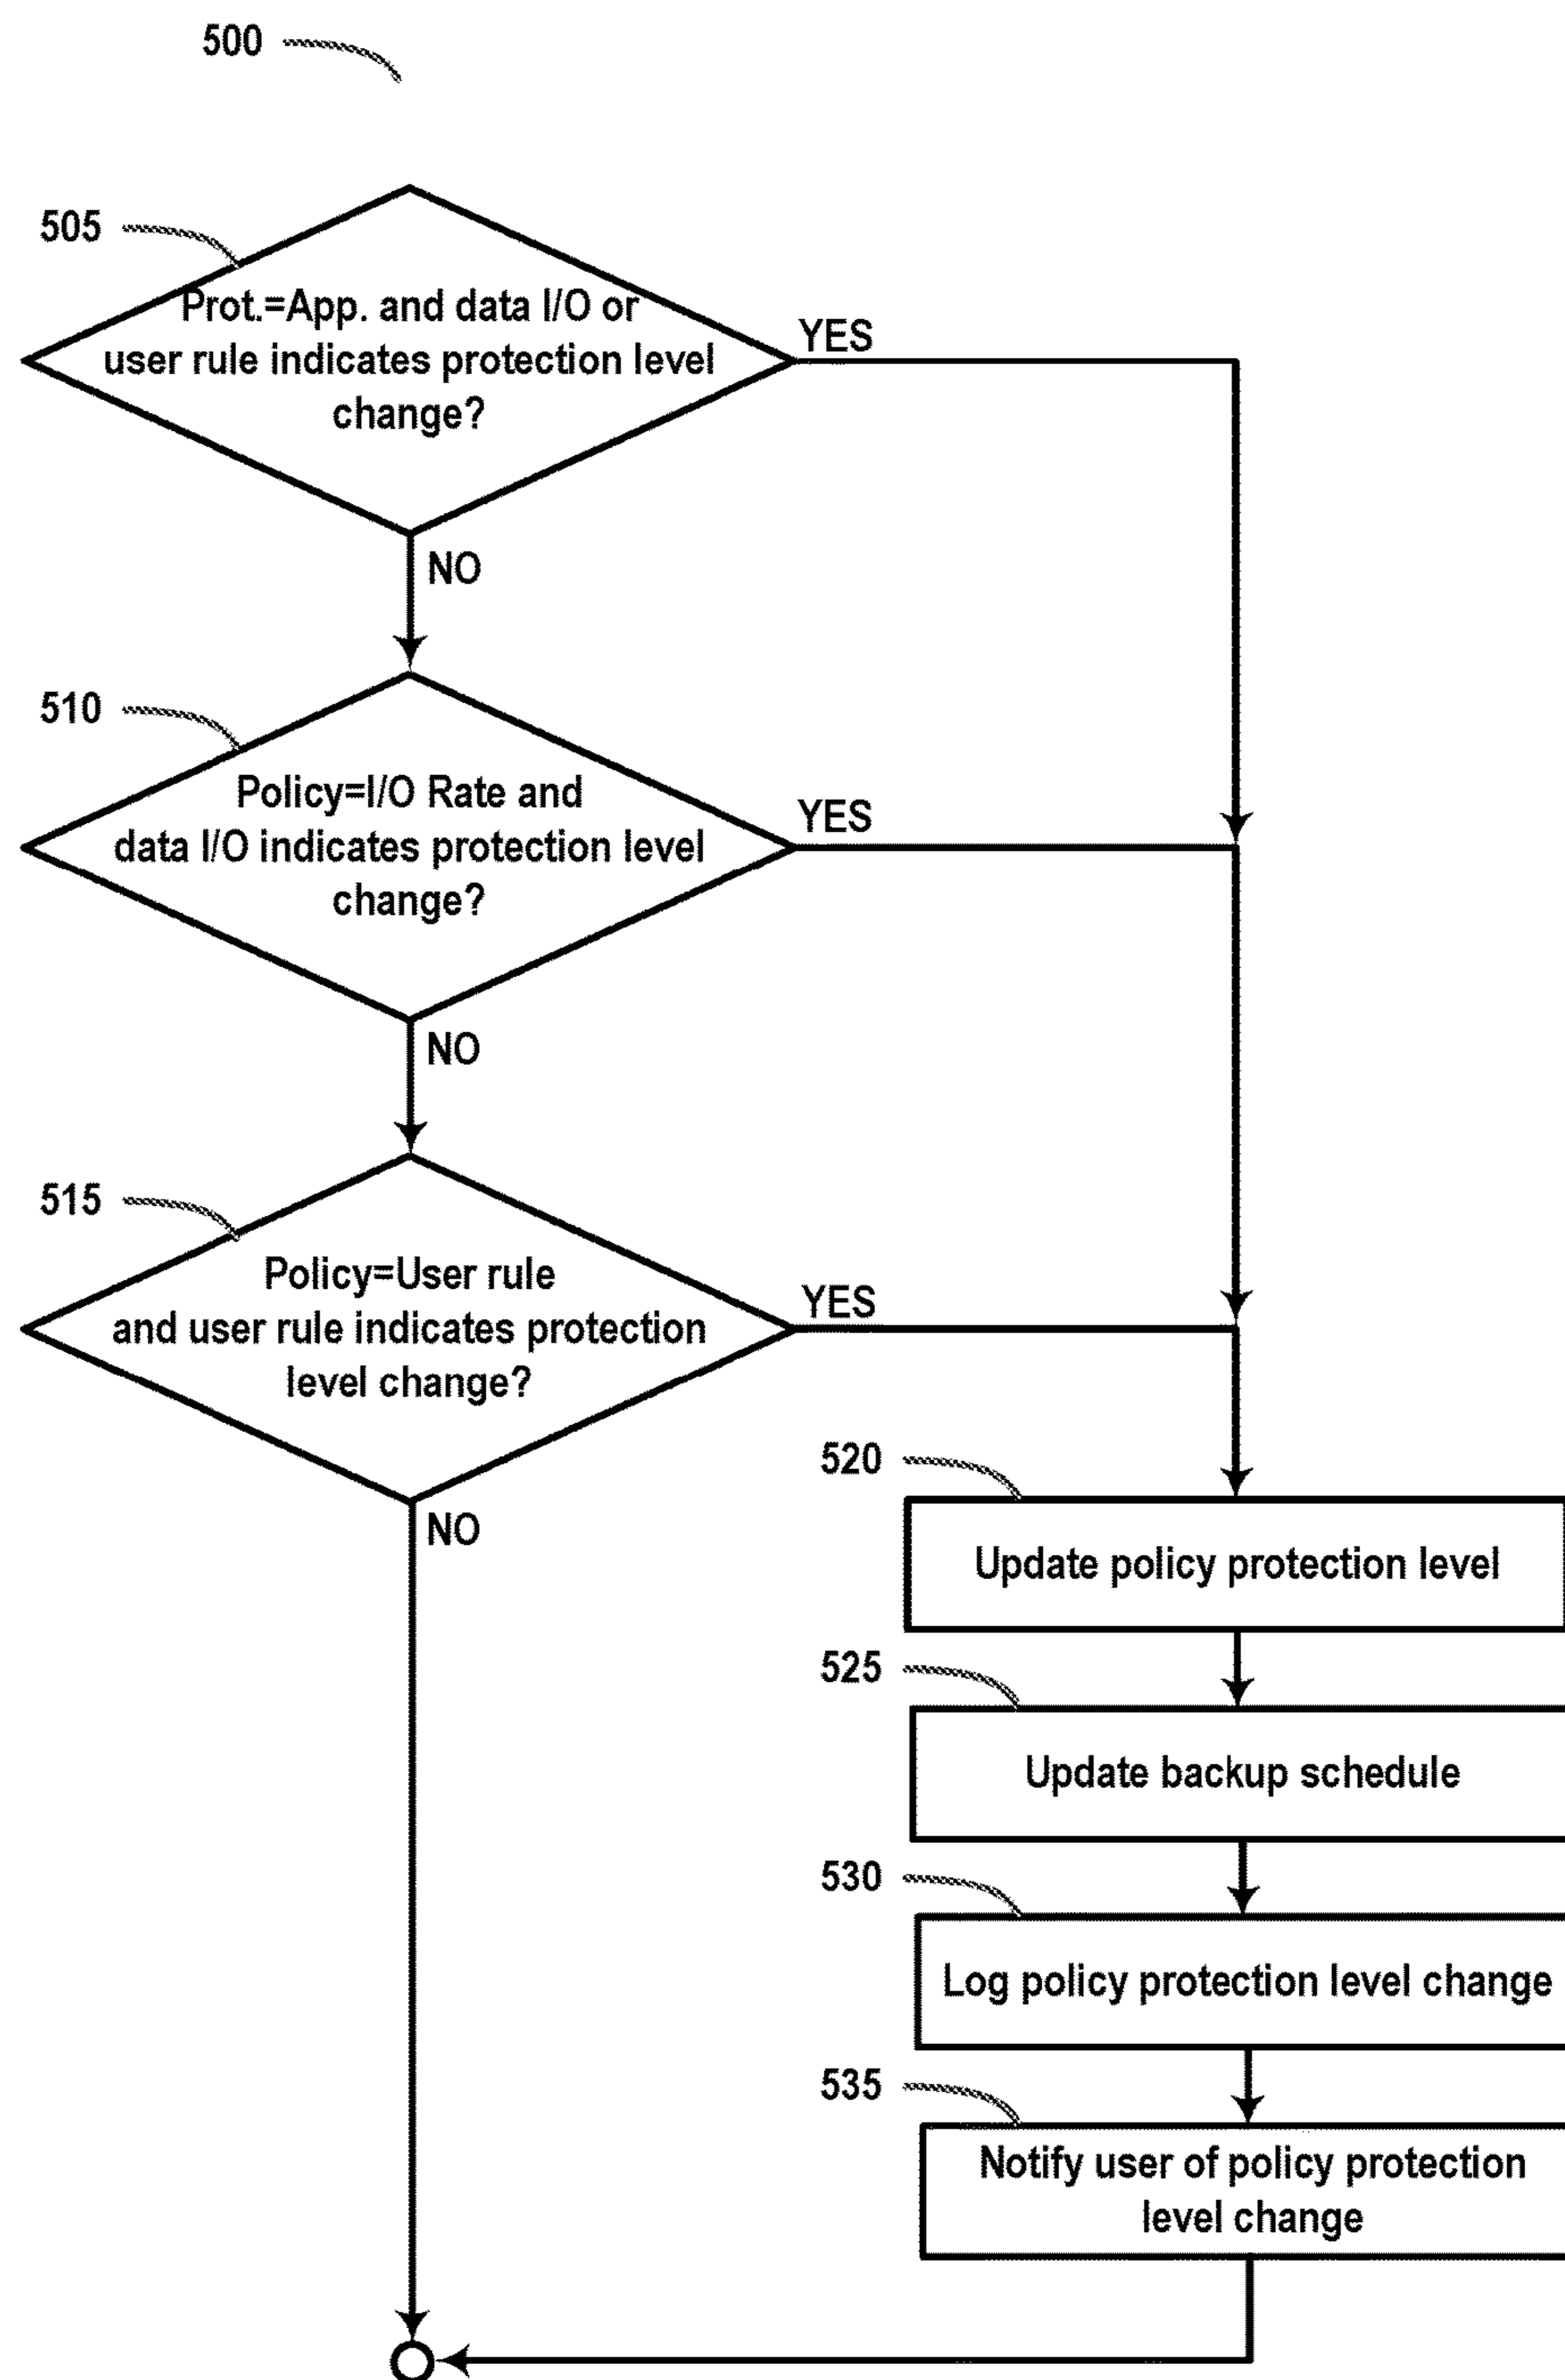 500
505
Prot.=App. and data I/O or
user rule indicates protection level
change?
YES
NO
510
Policy=I/O Rate and
data I/O indicates protection level
change?
YES
NO
515
Policy=User rule
and user rule indicates protection
level change?
YES
NO
520
Update policy protection level
525
Update backup schedule
530
Log policy protection level change
535
Notify user of policy protection
level change